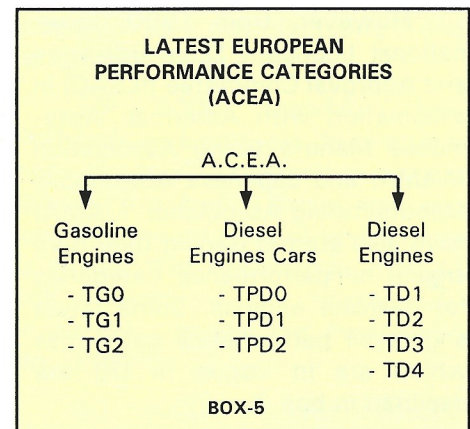 LATEST EUROPEAN
PERFORMANCE CATEGORIES
(ACEA)
A.C.E.A.
Gasoline Diesel Diesel
Engines Engines Cars Engines
- TG0 - TPD0 - TD1
- TG1 - TPD1 - TD2
- TG2 - TPD2 - TD3
- TD4
BOX-5